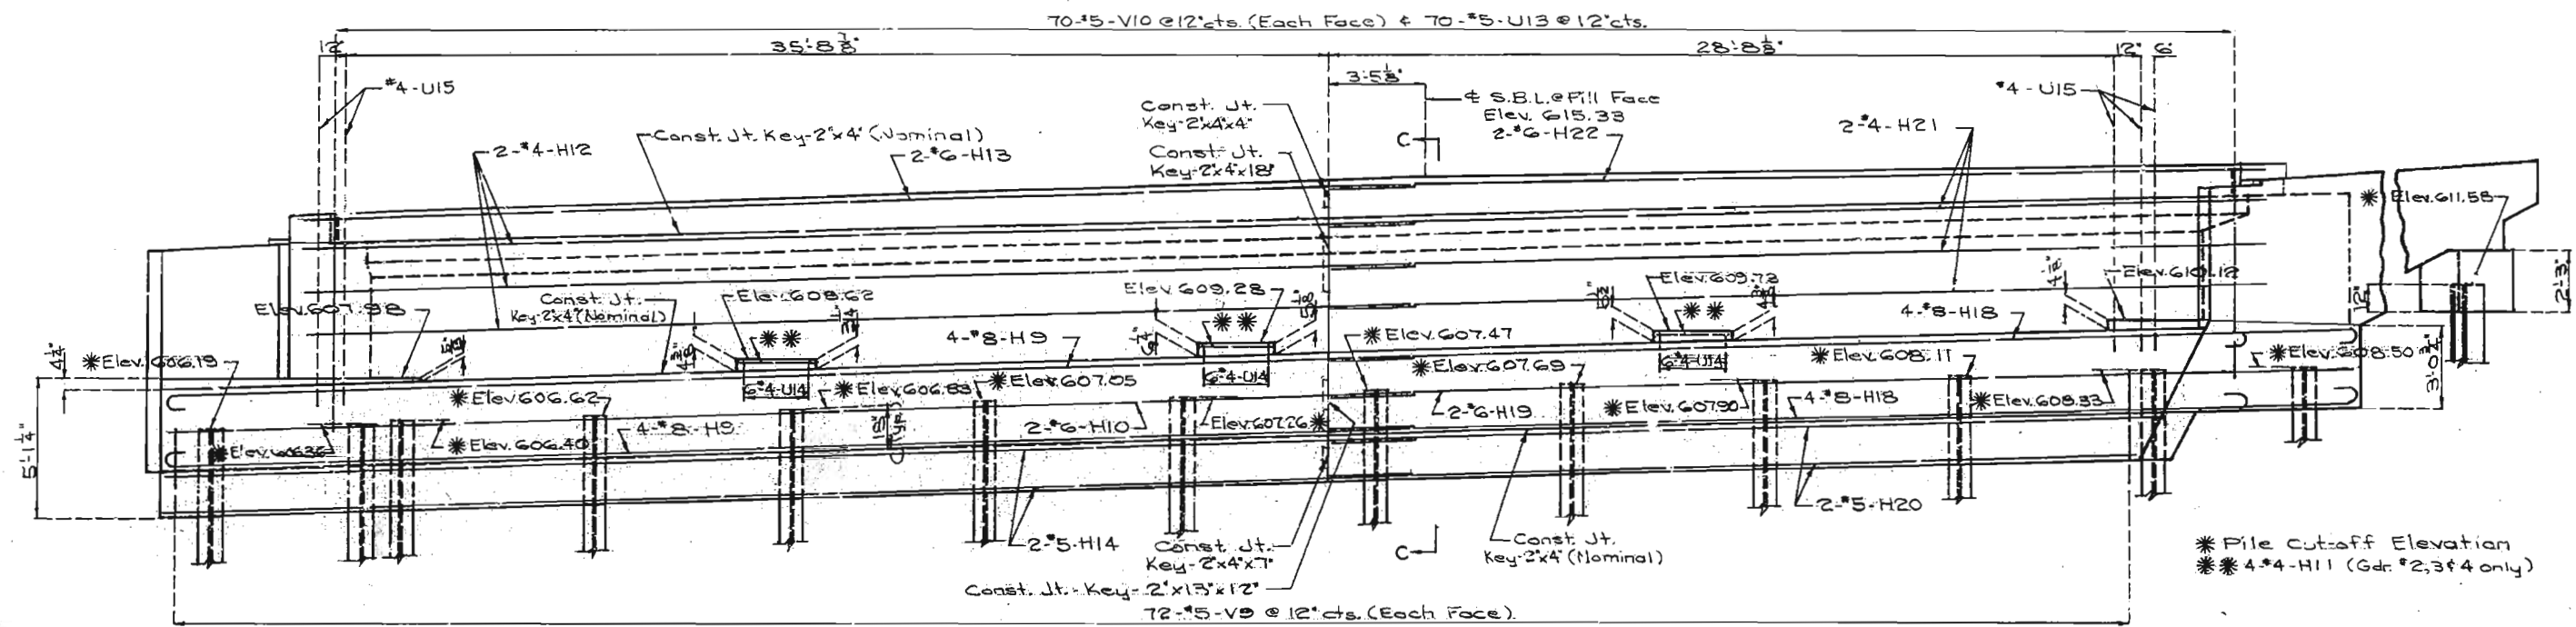 70-#5-V10 @ 12"cts. (Each Face) & 70-#5-U13 @ 12"cts.
12"
35'-8 7/8"
28'-8 1/8"
12"
6"
3'-5 1/8"
#4-U15
℄ S.B.L. @ Fill Face
Elev. 615.33
2-#6-H22
#4-U15
Const. Jt.
Key-2"x4"x4"
Const. Jt.
Key-2"x4"x18"
C
2-#4-H12
Const. Jt. Key-2"x4" (Nominal)
2-#6-H13
2-#4-H21
✱ Elev. 611.58
2'-3"
12"
3'-0 3/4"
Elev. 607.98
Const. Jt.
Key-2"x4" (Nominal)
Elev. 608.62
✱✱
Elev. 609.28
✱✱
Elev. 609.73
✱✱
Elev. 610.12
4-#8-H9
4-#8-H18
4 1/4"
✱Elev. 606.19
6-#4-U14
6-#4-U14
6-#4-U14
✱Elev. 607.47
✱Elev. 607.69
✱Elev. 608.11
✱Elev. 608.50
✱Elev. 606.62
✱Elev. 606.83
✱Elev. 607.05
2-#6-H19
✱Elev. 607.90
4-#8-H18
✱Elev. 608.33
5'-1 1/4"
✱Elev. 606.40
4-#8-H9
2-#6-H10
Elev. 607.26✱
2-#5-H14
2-#5-H20
Const. Jt.
Key-2"x4"x7"
Const. Jt.-Key-2"x13"x12"
C
Const. Jt.
Key-2"x4" (Nominal)
✱ Pile Cut-off Elevation
✱✱ 4-#4-H11 (Gdr. #2,3&4 only)
72-#5-V9 @ 12"cts. (Each Face)